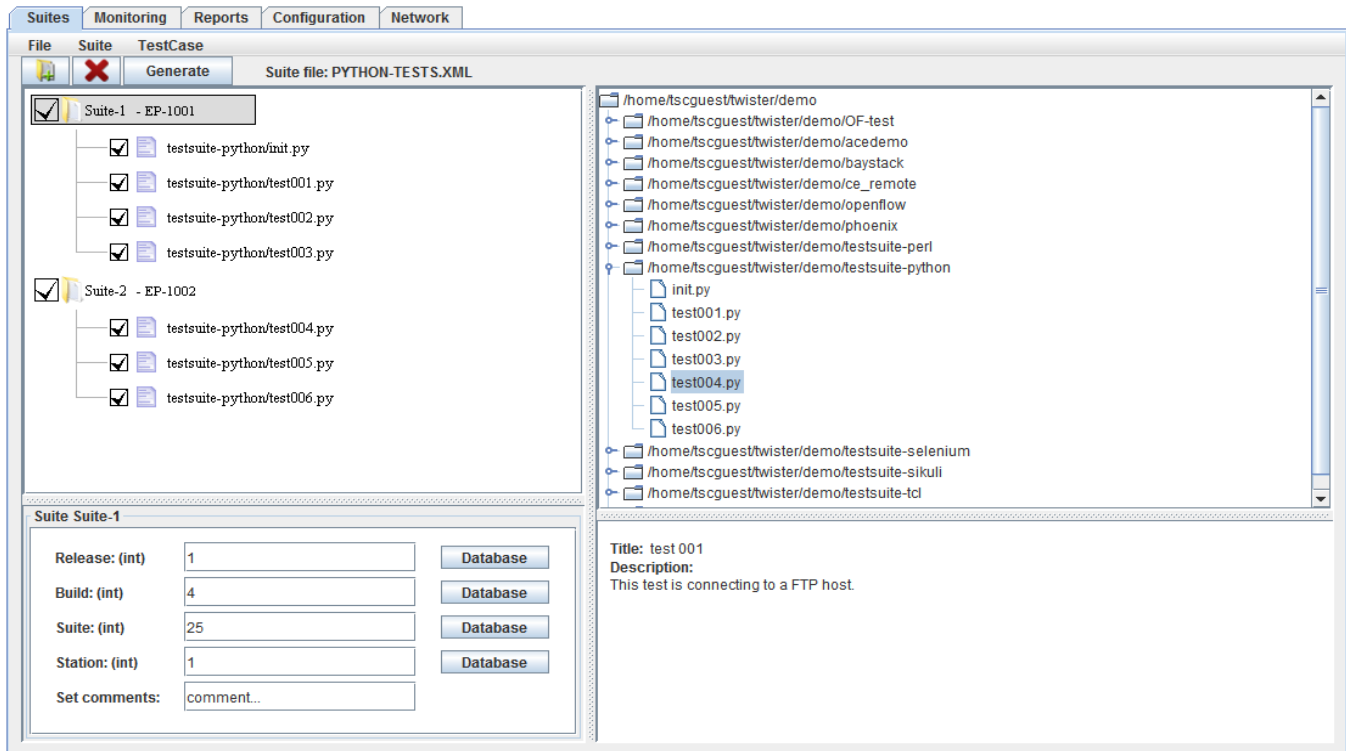 Suites Monitoring Reports Configuration Network
File Suite TestCase
Generate Suite file: PYTHON-TESTS.XML
Suite-1 - EP-1001
testsuite-python/init.py
testsuite-python/test001.py
testsuite-python/test002.py
testsuite-python/test003.py
Suite-2 - EP-1002
testsuite-python/test004.py
testsuite-python/test005.py
testsuite-python/test006.py
/home/tscguest/twister/demo
/home/tscguest/twister/demo/OF-test
/home/tscguest/twister/demo/acedemo
/home/tscguest/twister/demo/baystack
/home/tscguest/twister/demo/ce_remote
/home/tscguest/twister/demo/openflow
/home/tscguest/twister/demo/phoenix
/home/tscguest/twister/demo/testsuite-perl
/home/tscguest/twister/demo/testsuite-python
init.py
test001.py
test002.py
test003.py
test004.py
test005.py
test006.py
/home/tscguest/twister/demo/testsuite-selenium
/home/tscguest/twister/demo/testsuite-sikuli
/home/tscguest/twister/demo/testsuite-tcl
Suite Suite-1
Release: (int) 1 Database
Build: (int) 4 Database
Suite: (int) 25 Database
Station: (int) 1 Database
Set comments: comment...
Title: test 001
Description:
This test is connecting to a FTP host.